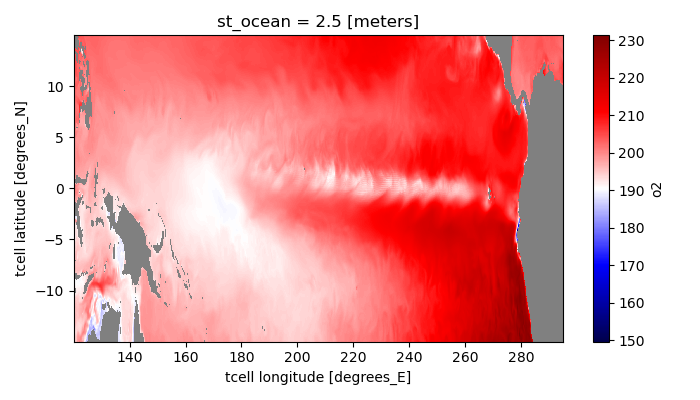 st_ocean = 2.5 [meters]
10
5
0
−5
−10
tcell latitude [degrees_N]
140 160 180 200 220 240 260 280
tcell longitude [degrees_E]
230
220
210
200
190
180
170
160
150
o2